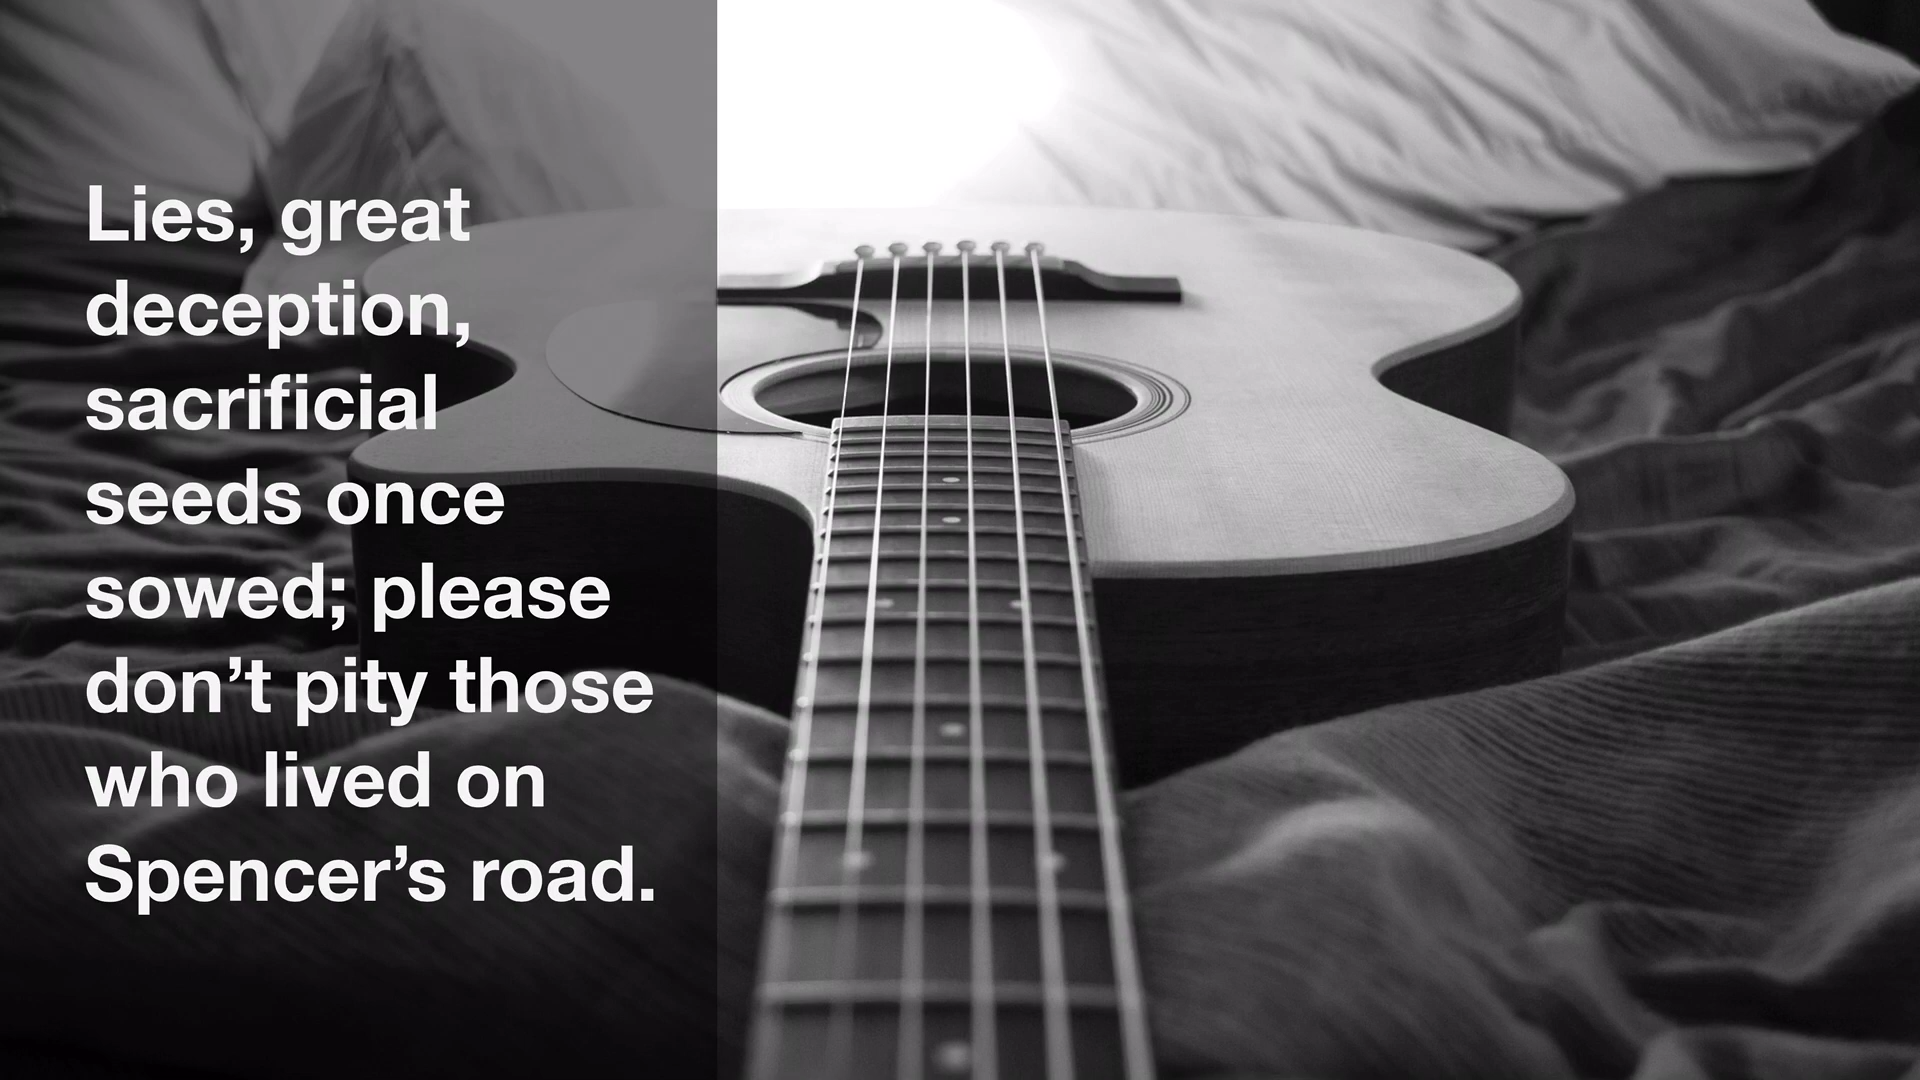 Lies, great
deception,
sacrificial
seeds once
sowed; please
don’t pity those
who lived on
Spencer’s road.